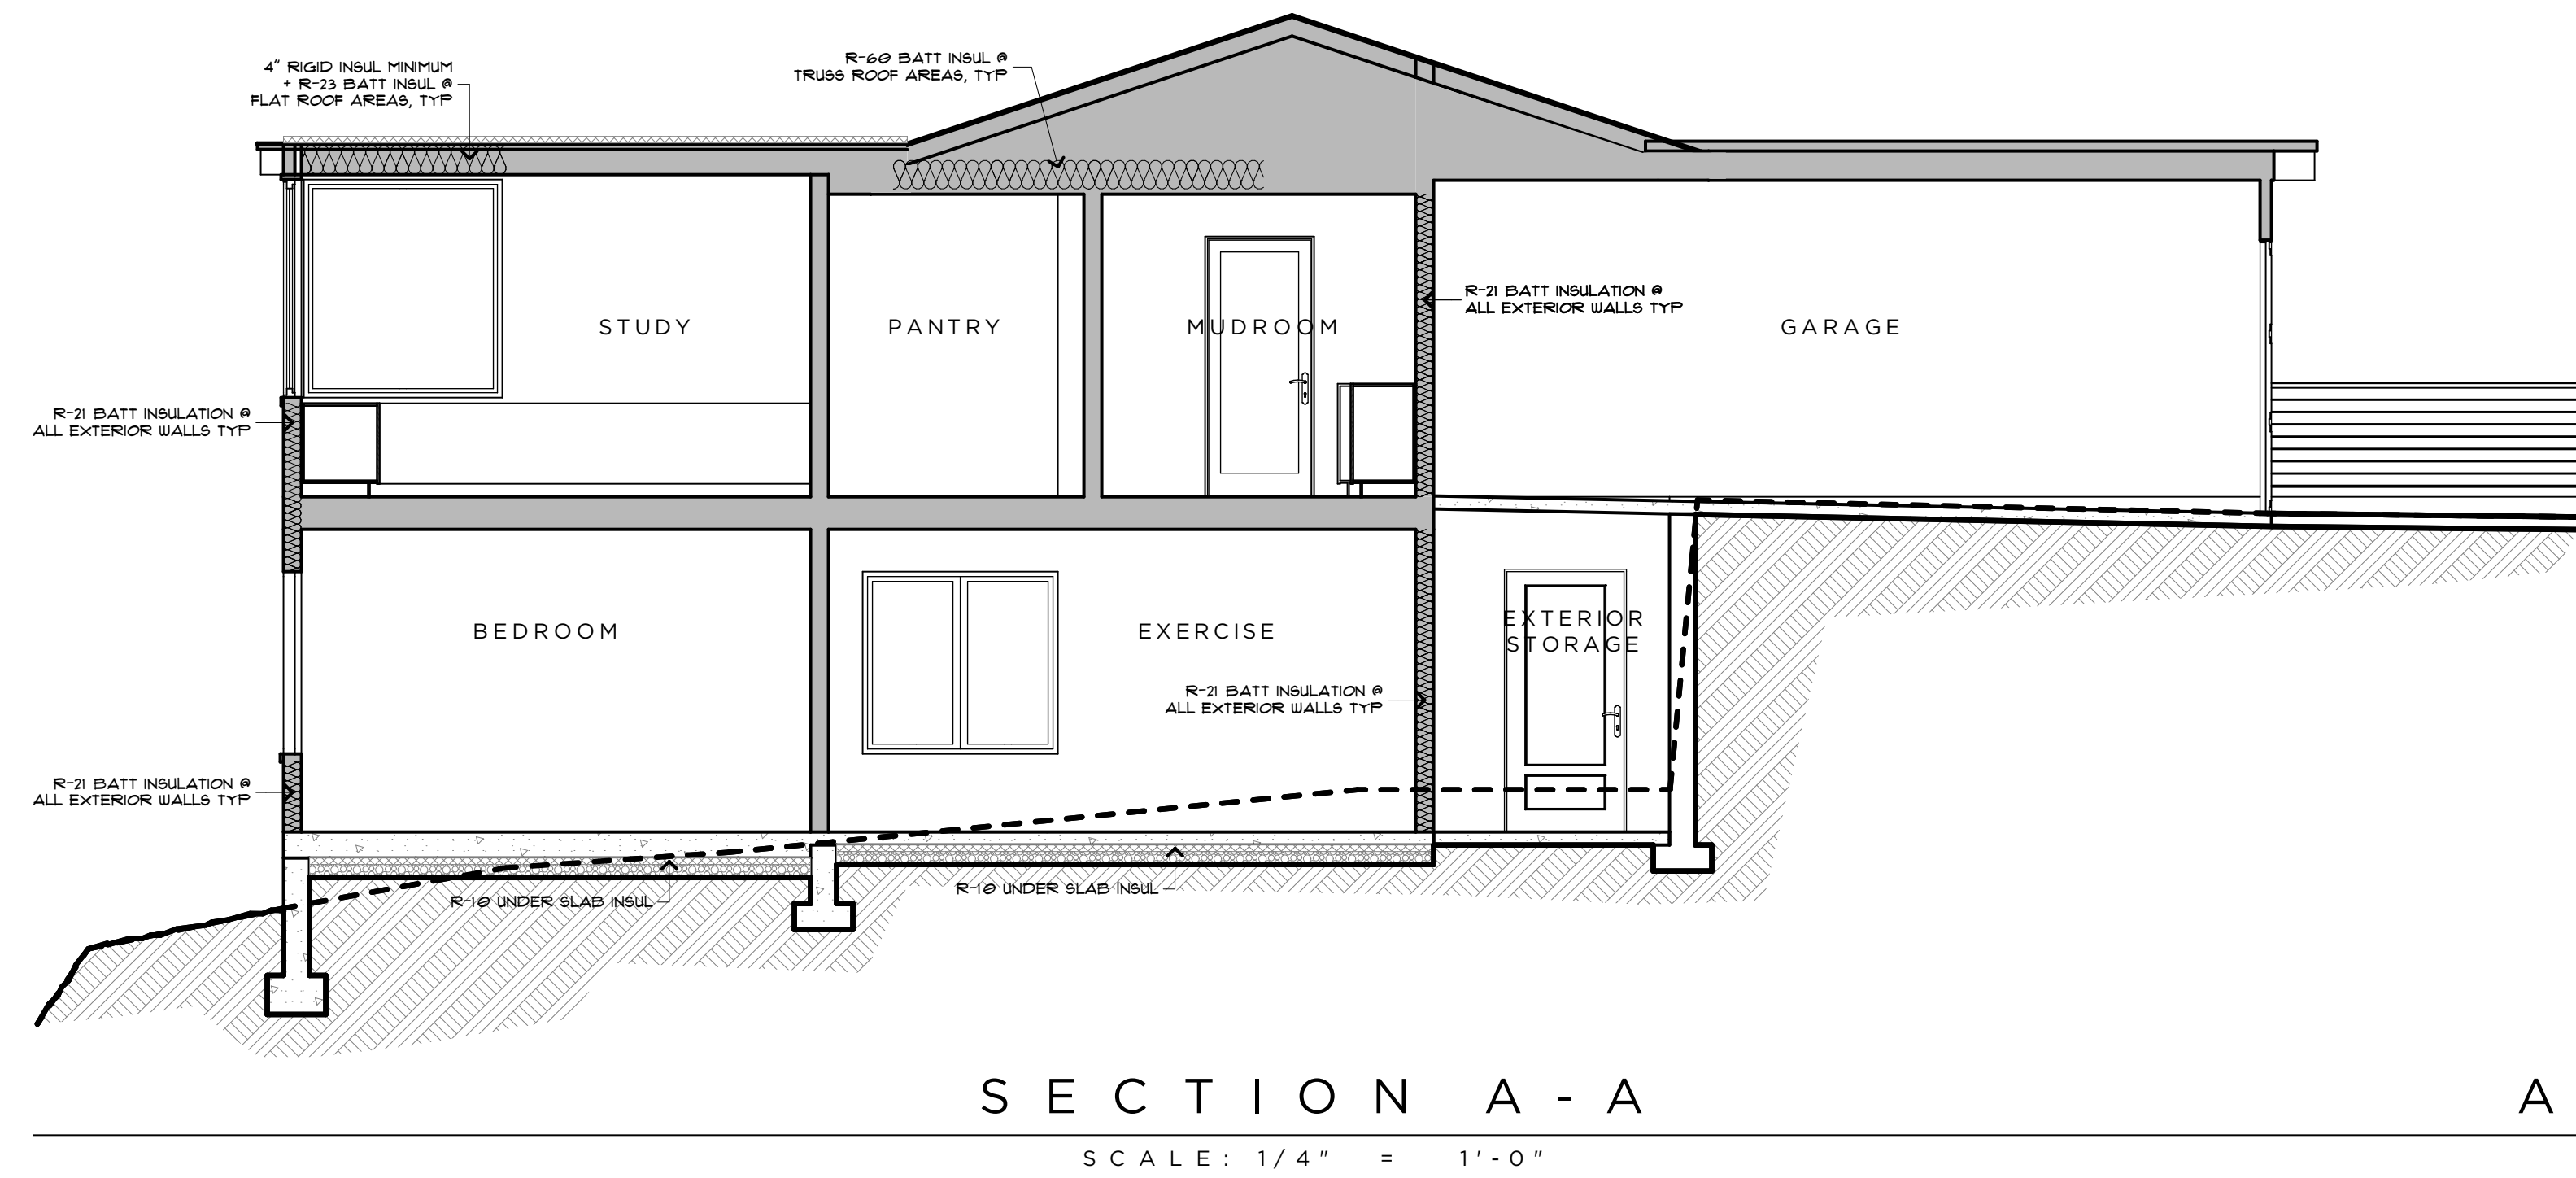 4" RIGID INSUL MINIMUM
+ R-23 BATT INSUL @
FLAT ROOF AREAS, TYP
R-60 BATT INSUL @
TRUSS ROOF AREAS, TYP
R-21 BATT INSULATION @
ALL EXTERIOR WALLS TYP
STUDY
PANTRY
MUDROOM
GARAGE
R-21 BATT INSULATION @
ALL EXTERIOR WALLS TYP
BEDROOM
EXERCISE
EXTERIOR
STORAGE
R-21 BATT INSULATION @
ALL EXTERIOR WALLS TYP
R-21 BATT INSULATION @
ALL EXTERIOR WALLS TYP
R-10 UNDER SLAB INSUL
R-10 UNDER SLAB INSUL
SECTION A-A
A
SCALE: 1/4" = 1'-0"